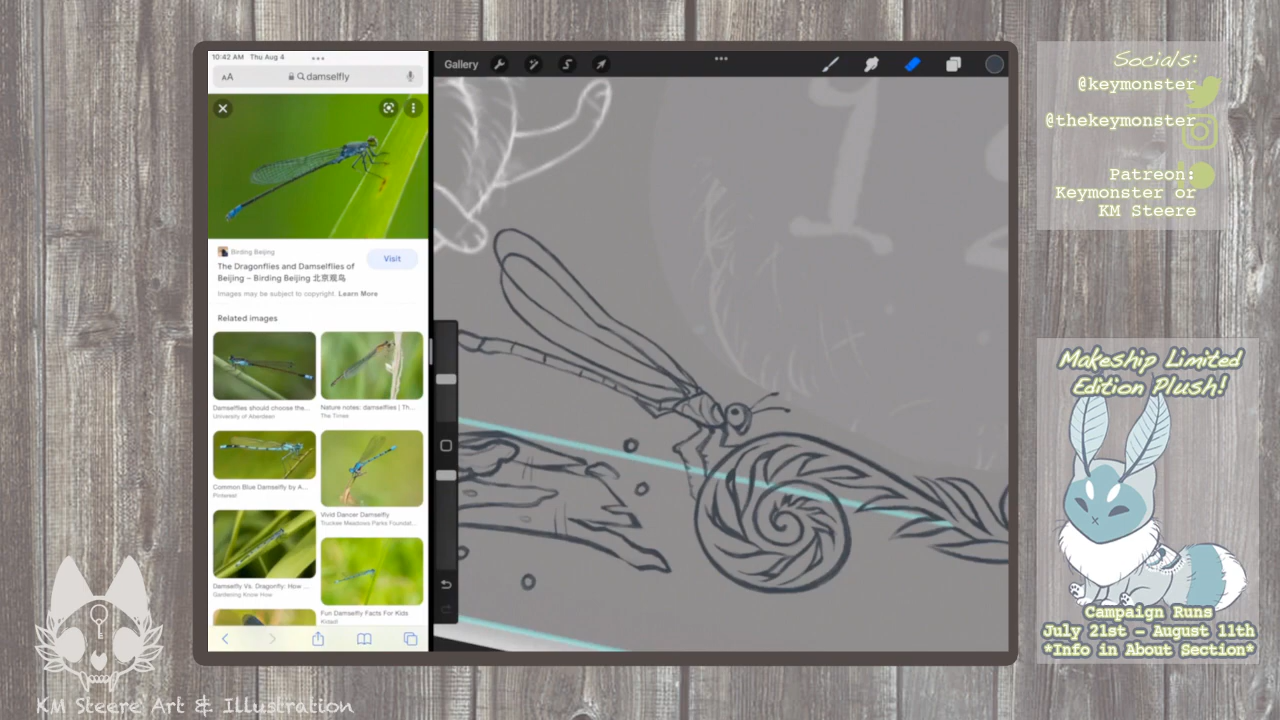 10:42 AM Thu Aug 4
AA
damselfly
Birding Beijing
The Dragonflies and Damselflies of
Beijing – Birding Beijing 北京观鸟
Visit
Images may be subject to copyright. Learn More
Related images
Damselflies should choose the...
University of Aberdeen
Nature notes: damselflies | Th...
The Times
Common Blue Damselfly by A...
Pinterest
Vivid Dancer Damselfly
Truckee Meadows Parks Foundat...
Damselfly Vs. Dragonfly: How ...
Gardening Know How
Fun Damselfly Facts For Kids
Kidadl
Gallery
1
2
Socials:
@keymonster
@thekeymonster
Patreon:
Keymonster or
KM Steere
Makeship Limited
Edition Plush!
Campaign Runs
July 21st – August 11th
*Info in About Section*
KM Steere Art & Illustration